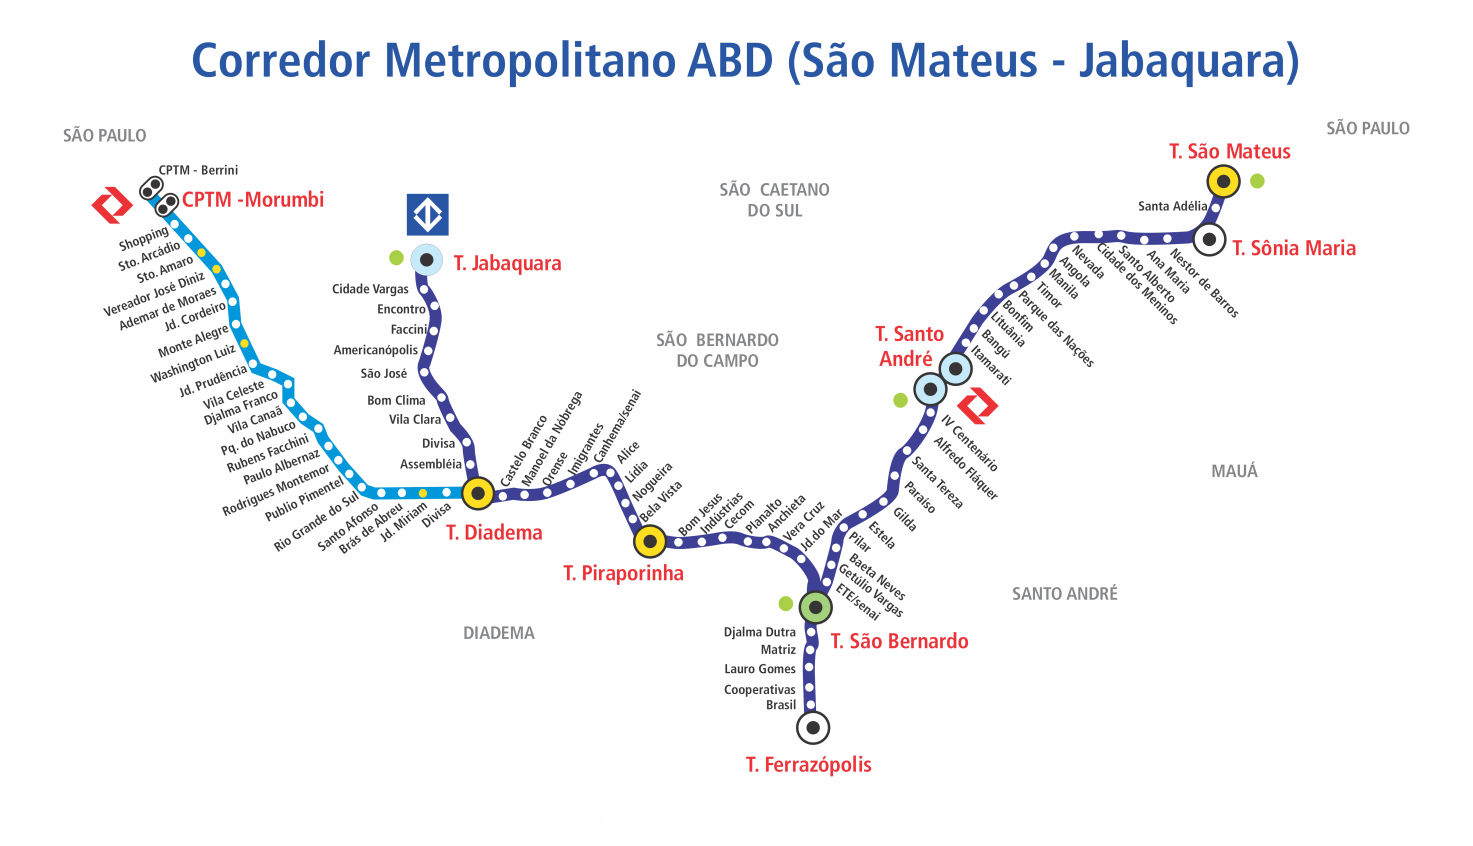 Corredor Metropolitano ABD (São Mateus - Jabaquara)
SÃO PAULO
SÃO PAULO
CPTM - Berrini
CPTM -Morumbi
Shopping
Sto. Arcádio
Sto. Amaro
Vereador José Diniz
Ademar de Moraes
Jd. Cordeiro
Monte Alegre
Washington Luiz
Jd. Prudência
Vila Celeste
Djalma Franco
Vila Canaã
Pq. do Nabuco
Rubens Facchini
Paulo Albernaz
Rodrigues Montemor
Publio Pimentel
Rio Grande do Sul
Santo Afonso
Brás de Abreu
Jd. Miriam
Divisa
T. Jabaquara
Cidade Vargas
Encontro
Faccini
Americanópolis
São José
Bom Clima
Vila Clara
Divisa
Assembléia
T. Diadema
Castelo Branco
Manoel da Nóbrega
Orense
Imigrantes
Canhema/senai
Alice
Lídia
Nogueira
Bela Vista
T. Piraporinha
Bom Jesus
Indústrias
Cecom
Planalto
Anchieta
Vera Cruz
Jd.do Mar
T. São Bernardo
Djalma Dutra
Matriz
Lauro Gomes
Cooperativas
Brasil
T. Ferrazópolis
ETE/senai
Getúlio Vargas
Baeta Neves
Pilar
Estela
Gilda
Paraíso
Santa Tereza
Alfredo Fláquer
IV Centenário
T. Santo
André
Itamarati
Bangú
Lituânia
Bonfim
Parque das Nações
Timor
Manila
Angola
Nevada
Cidade dos Meninos
Santo Alberto
Ana Maria
Nestor de Barros
T. Sônia Maria
Santa Adélia
T. São Mateus
SÃO CAETANO
DO SUL
SÃO BERNARDO
DO CAMPO
MAUÁ
SANTO ANDRÉ
DIADEMA